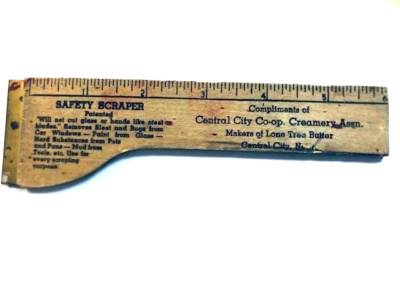 1 2 3 4 5 6
SAFETY SCRAPER
Patented
"Will not cut glass or hands like steel
blades." Removes Sleet and Bugs from
Car Windows — Paint from Glass —
Hard Substances from Pots
and Pans — Mud from
Tools, etc. Use for
every scraping
purpose.
Compliments of
Central City Co-op. Creamery Assn.
Makers of Lone Tree Butter
Central City, N